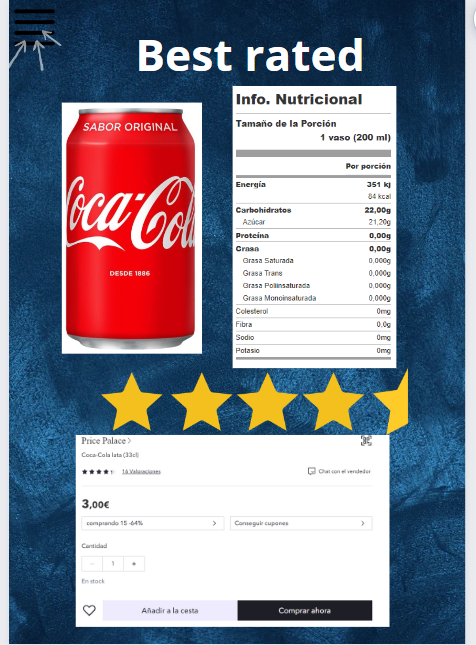 Best rated
SABOR ORIGINAL
Coca-Cola
DESDE 1886
Info. Nutricional
Tamaño de la Porción
1 vaso (200 ml)
Por porción
Energía 351 kj
84 kcal
Carbohidratos 22,00g
Azúcar 21,20g
Proteína 0,00g
Grasa 0,00g
Grasa Saturada 0,000g
Grasa Trans 0,000g
Grasa Poliinsaturada 0,000g
Grasa Monoinsaturada 0,000g
Colesterol 0mg
Fibra 0,0g
Sodio 0mg
Potasio 0mg
Price Palace >
Coca-Cola lata (33cl)
16 Valoraciones Chat con el vendedor
3,00€
comprando 15 -64% > Conseguir cupones >
Cantidad
- 1 +
En stock
Añadir a la cesta Comprar ahora